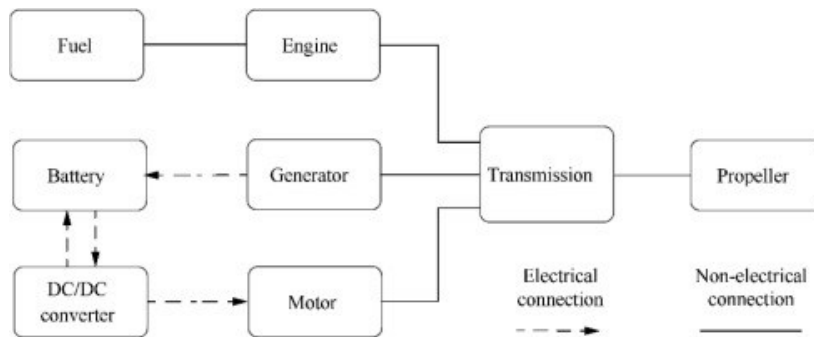 Fuel
Engine
Battery
Generator
Transmission
Propeller
DC/DC
converter
Motor
Electrical
connection
Non-electrical
connection